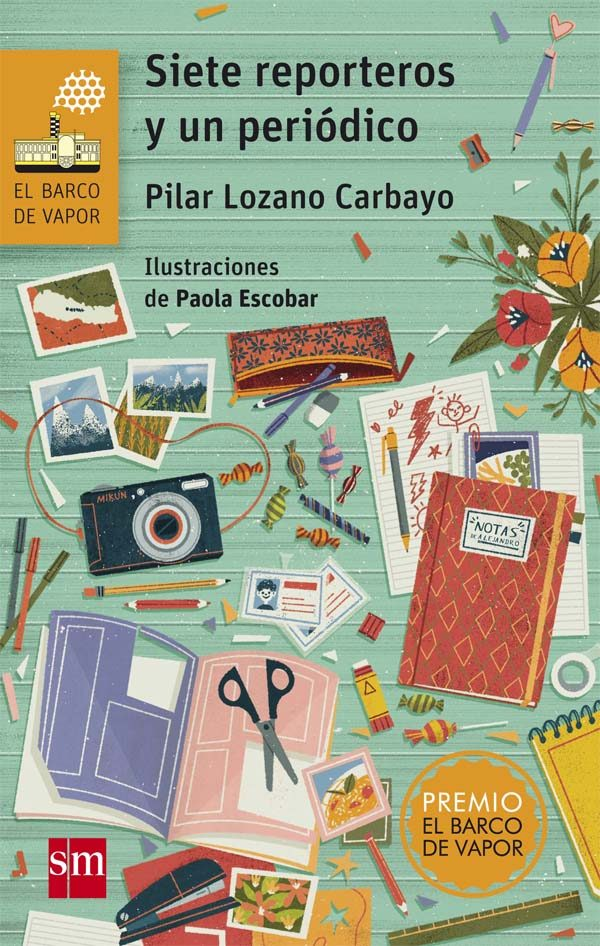 Siete reporteros
y un periódico
EL BARCO
DE VAPOR
Pilar Lozano Carbayo
Ilustraciones
de Paola Escobar
MIKUN
NOTAS
DE ALEJANDRO
PREMIO
EL BARCO
DE VAPOR
sm